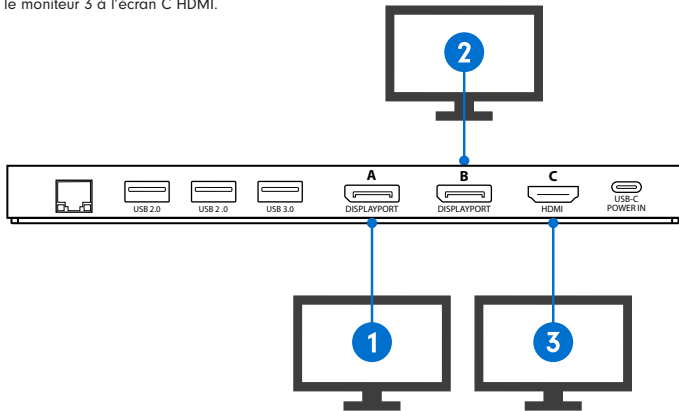 le moniteur 3 à l'écran C HDMI.
2
A B C
USB 2.0 USB 2 .0 USB 3.0 DISPLAYPORT DISPLAYPORT HDMI USB-C
POWER IN
1 3